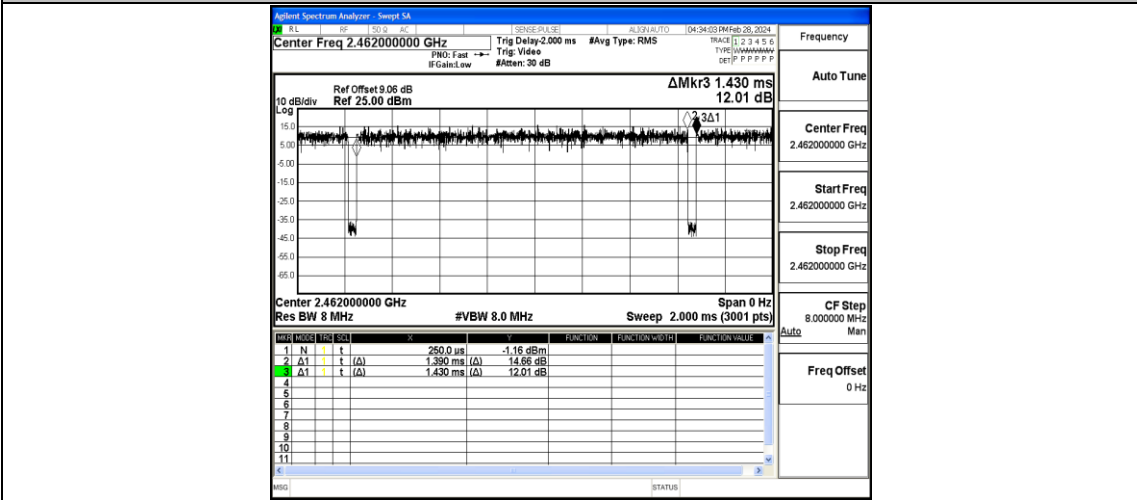 Agilent Spectrum Analyzer - Swept SA
RL RF 50 Ω AC SENSE:PULSE ALIGN AUTO 04:34:03 PM Feb 28, 2024
Center Freq 2.462000000 GHz
PNO: Fast
IFGain:Low
Trig Delay-2.000 ms
Trig: Video
#Atten: 30 dB
#Avg Type: RMS
TRACE 1 2 3 4 5 6
TYPE WWWWWW
DET P P P P P P
Frequency
ΔMkr3 1.430 ms
12.01 dB
Ref Offset 9.06 dB
10 dB/div Ref 25.00 dBm
Log
15.0
5.00
-5.00
-15.0
-25.0
-35.0
-45.0
-55.0
-65.0
2 3Δ1
Center 2.462000000 GHz Span 0 Hz
Res BW 8 MHz #VBW 8.0 MHz Sweep 2.000 ms (3001 pts)
MKR MODE TRC SCL X Y FUNCTION FUNCTION WIDTH FUNCTION VALUE
1 N 1 t 250.0 us -1.16 dBm
2 Δ1 1 t (Δ) 1.390 ms (Δ) 14.66 dB
3 Δ1 1 t (Δ) 1.430 ms (Δ) 12.01 dB
4
5
6
7
8
9
10
11
MSG STATUS
Auto Tune
Center Freq
2.462000000 GHz
Start Freq
2.462000000 GHz
Stop Freq
2.462000000 GHz
CF Step
8.000000 MHz
Auto Man
Freq Offset
0 Hz